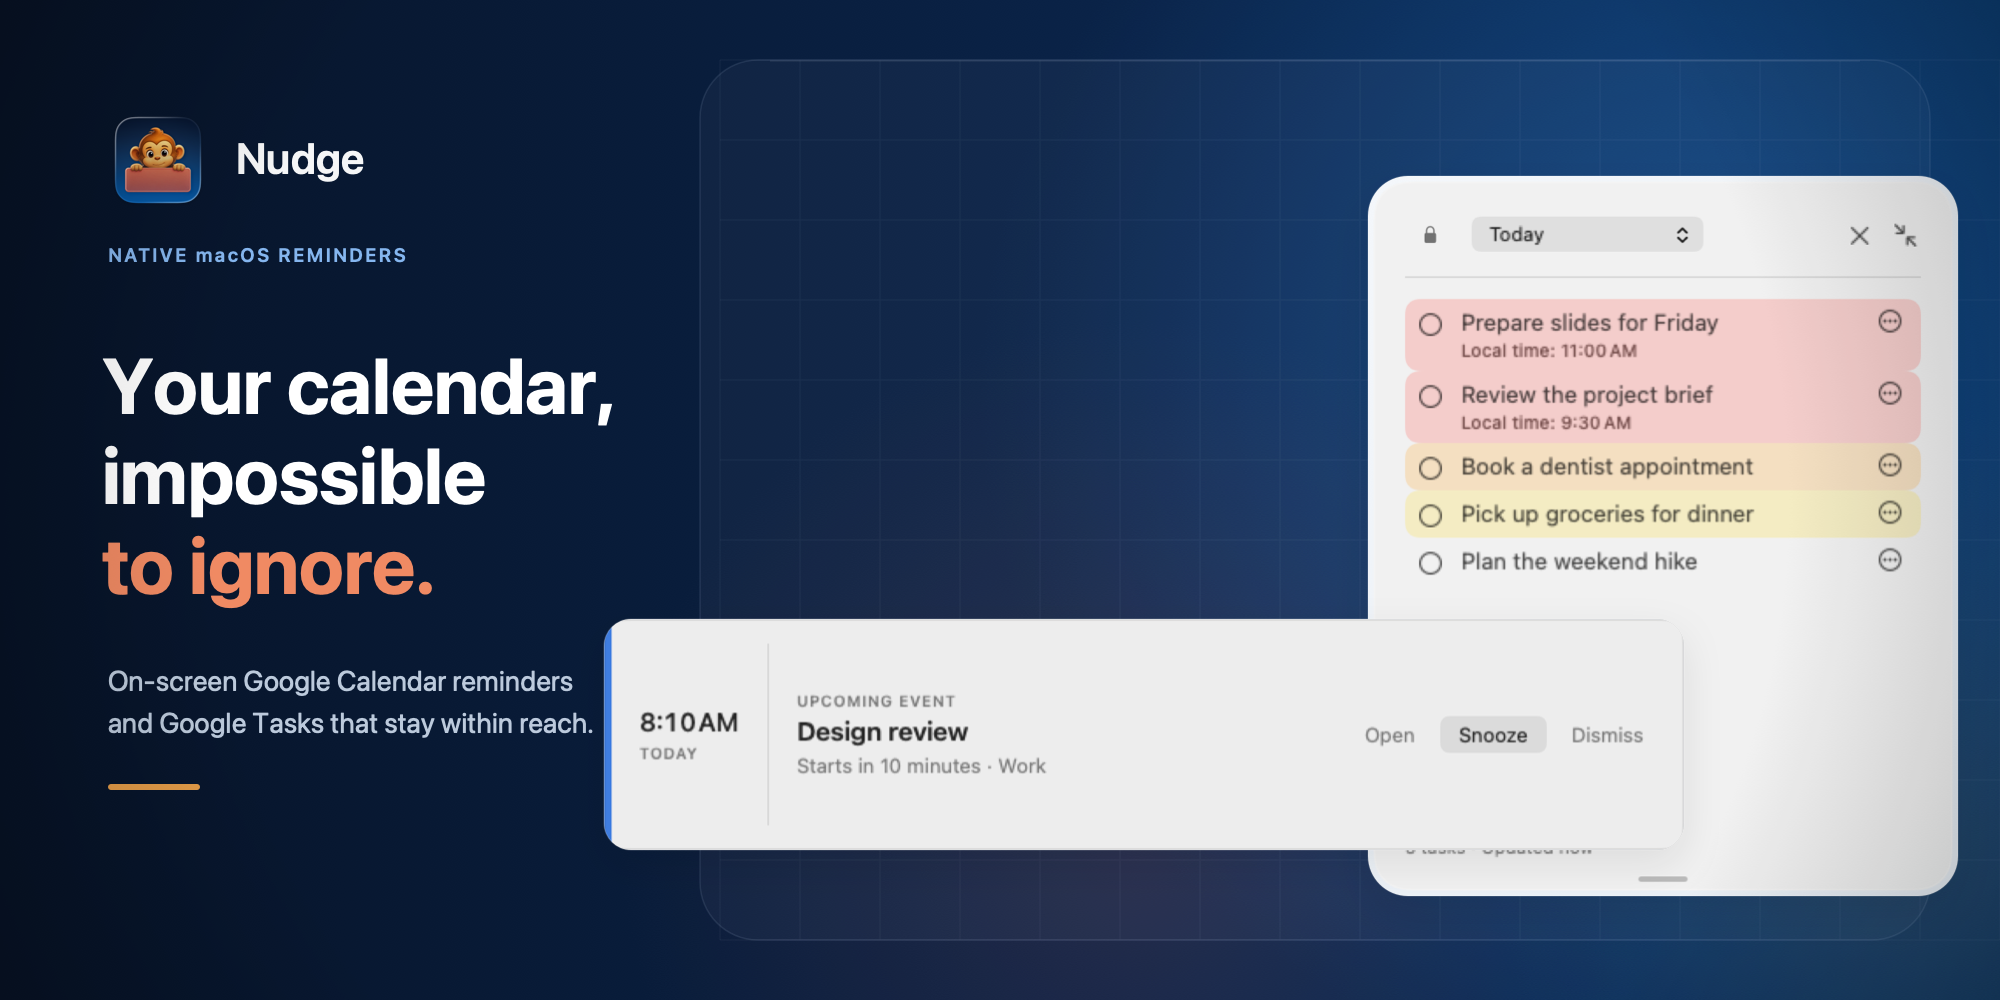 Nudge
NATIVE macOS REMINDERS
Your calendar,
impossible
to ignore.
On-screen Google Calendar reminders
and Google Tasks that stay within reach.
Today
Prepare slides for Friday
Local time: 11:00 AM
Review the project brief
Local time: 9:30 AM
Book a dentist appointment
Pick up groceries for dinner
Plan the weekend hike
8:10 AM
TODAY
UPCOMING EVENT
Design review
Starts in 10 minutes · Work
Open
Snooze
Dismiss
tasks
Updated now